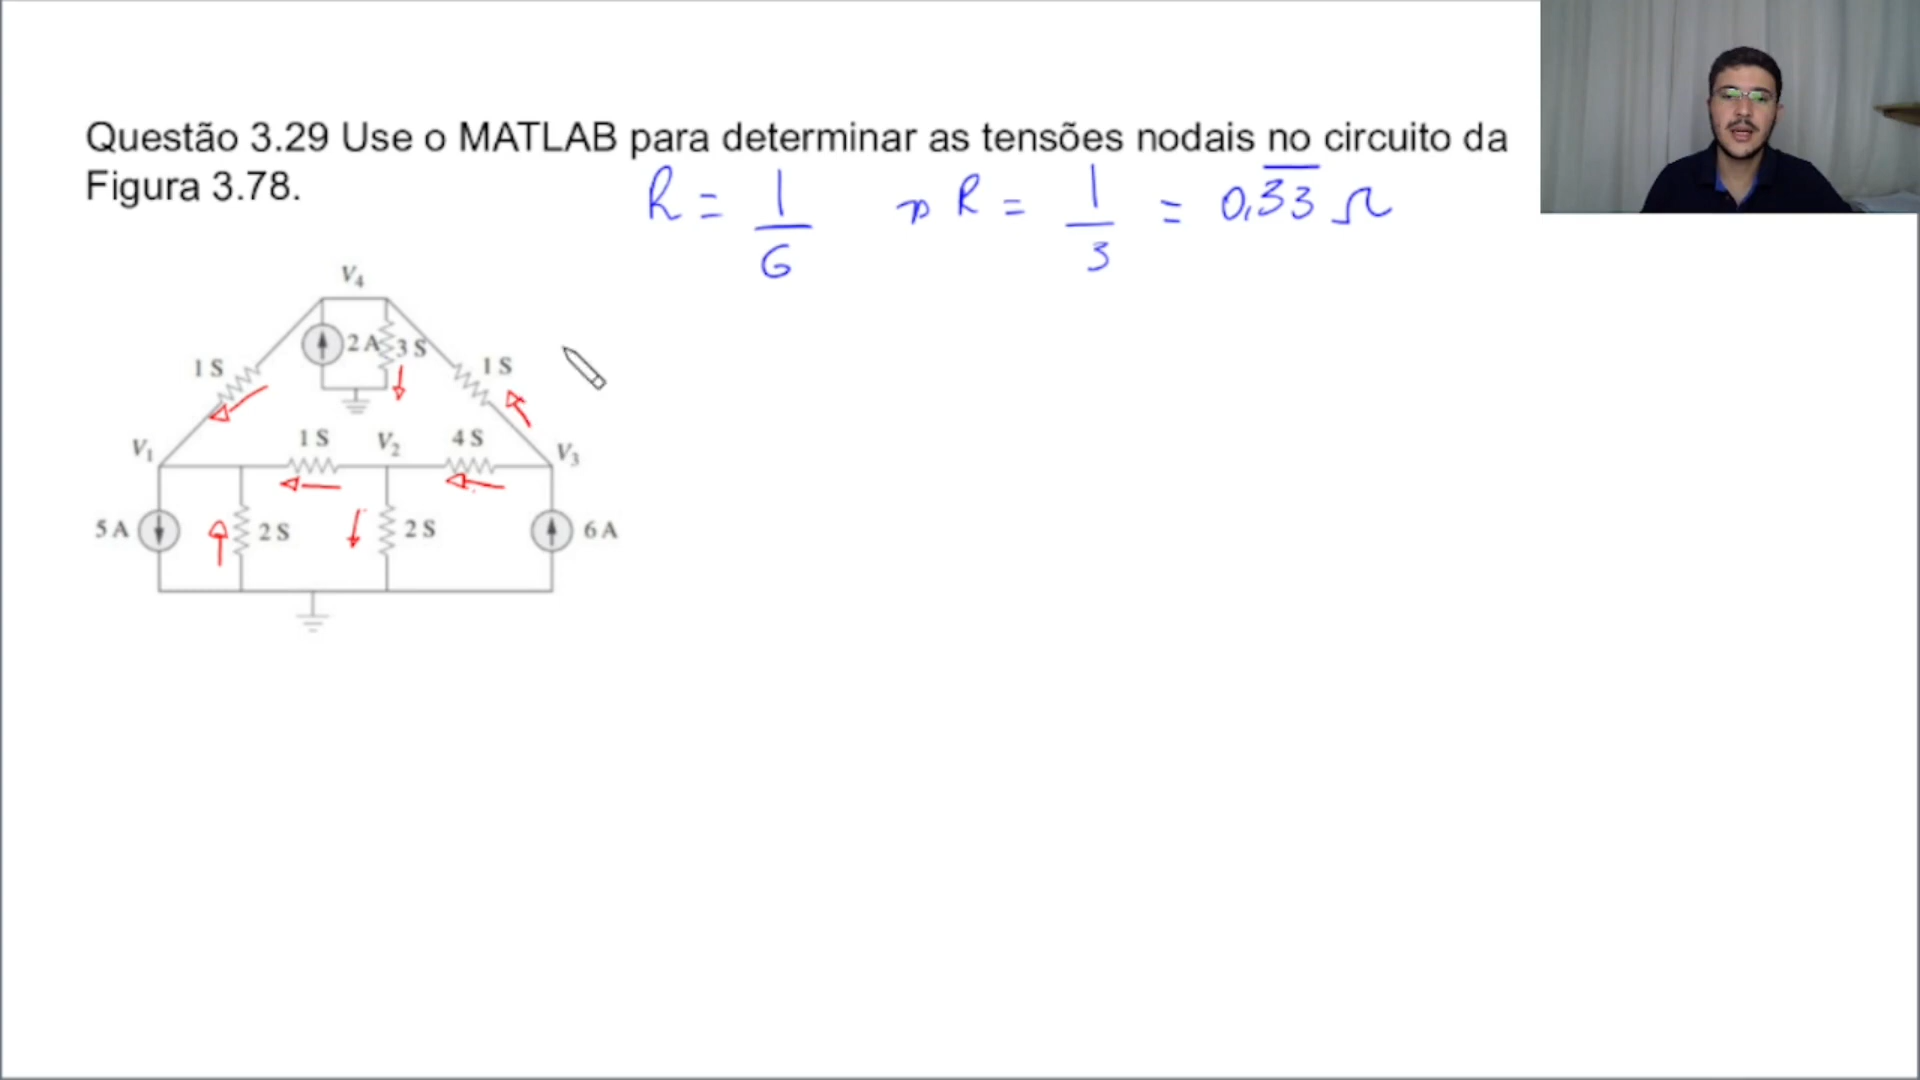 Questão 3.29 Use o MATLAB para determinar as tensões nodais no circuito da
Figura 3.78.
R = 1/G → R = 1/3 = 0,33 Ω
V4
2 A 3 S
1 S 1 S
V1 1 S V2 4 S V3
5 A 2 S 2 S 6 A